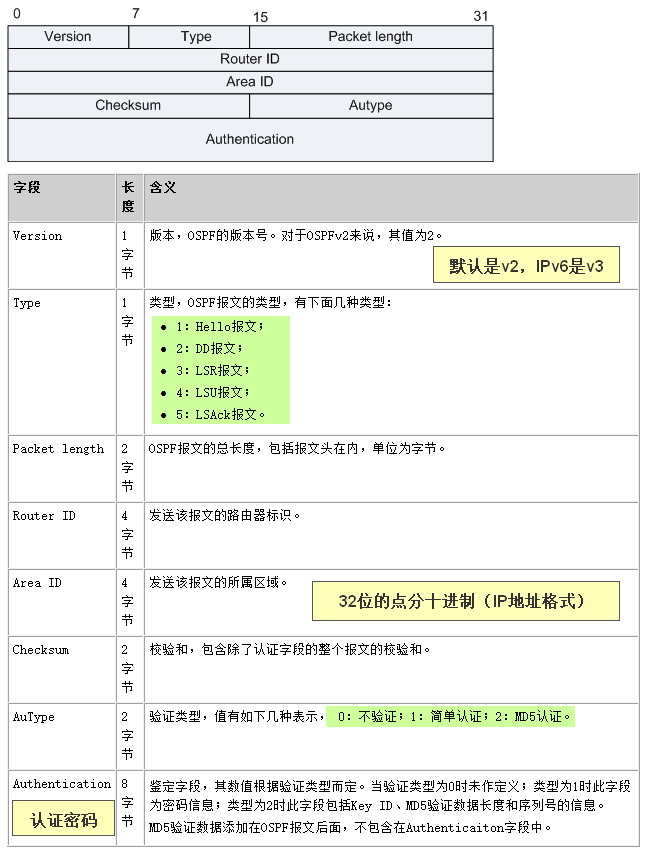 0 7 15 31
Version Type Packet length
Router ID
Area ID
Checksum Autype
Authentication
字段 长度 含义
Version 1字节 版本，OSPF的版本号。对于OSPFv2来说，其值为2。
默认是v2，IPv6是v3
Type 1字节 类型，OSPF报文的类型，有下面几种类型：
• 1：Hello报文；
• 2：DD报文；
• 3：LSR报文；
• 4：LSU报文；
• 5：LSAck报文。
Packet length 2字节 OSPF报文的总长度，包括报文头在内，单位为字节。
Router ID 4字节 发送该报文的路由器标识。
Area ID 4字节 发送该报文的所属区域。
32位的点分十进制（IP地址格式）
Checksum 2字节 校验和，包含除了认证字段的整个报文的校验和。
AuType 2字节 验证类型，值有如下几种表示， 0：不验证；1：简单认证；2：MD5认证。
Authentication 8字节 鉴定字段，其数值根据验证类型而定。当验证类型为0时未作定义；类型为1时此字段
为密码信息；类型为2时此字段包括Key ID、MD5验证数据长度和序列号的信息。
MD5验证数据添加在OSPF报文后面，不包含在Authenticaiton字段中。
认证密码